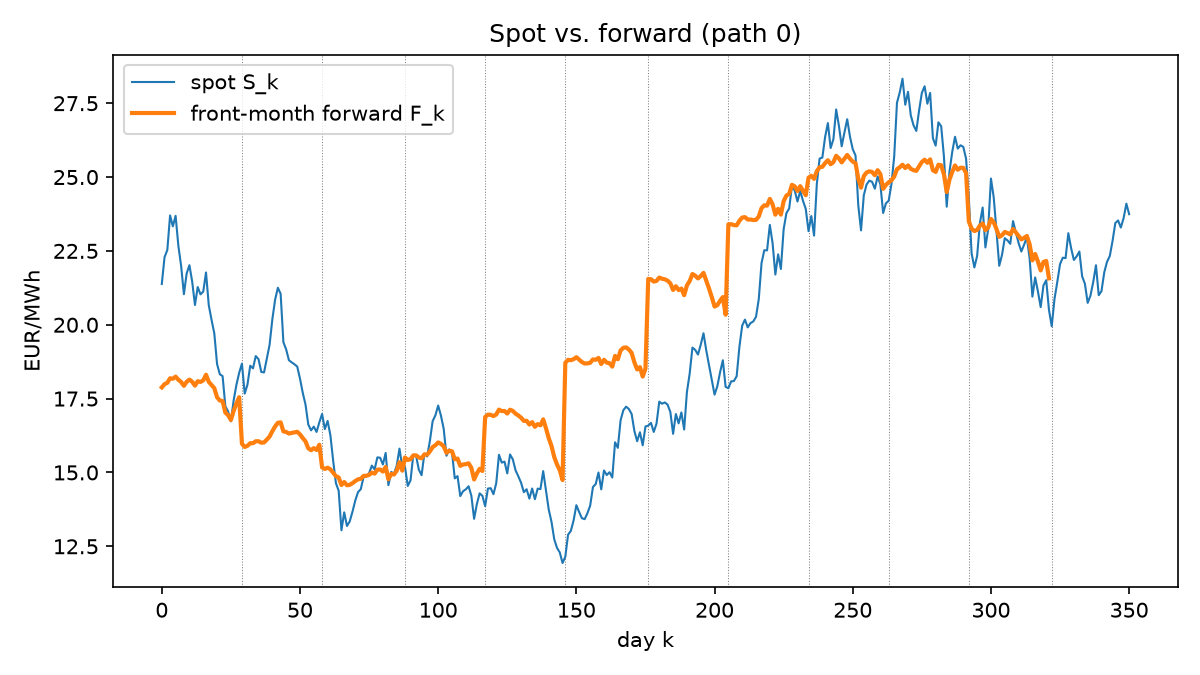 Spot vs. forward (path 0)
spot S_k
front-month forward F_k
EUR/MWh
27.5
25.0
22.5
20.0
17.5
15.0
12.5
0 50 100 150 200 250 300 350
day k